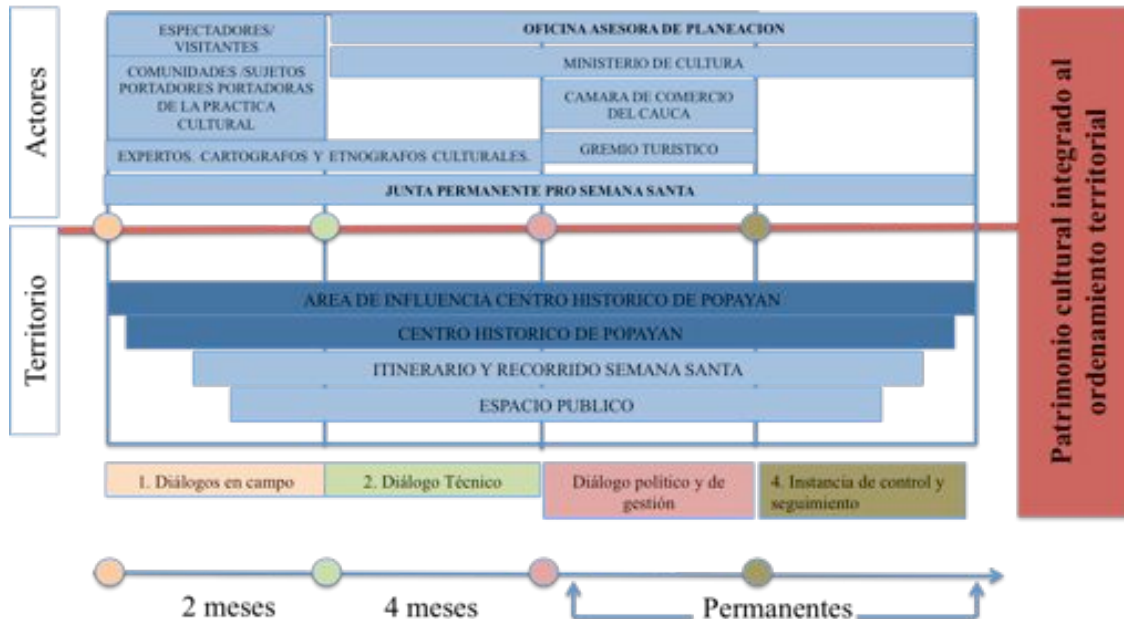 Actores
ESPECTADORES/
VISITANTES
COMUNIDADES /SUJETOS
PORTADORES PORTADORAS
DE LA PRACTICA
CULTURAL
EXPERTOS. CARTOGRAFOS Y ETNOGRAFOS CULTURALES.
OFICINA ASESORA DE PLANEACION
MINISTERIO DE CULTURA
CAMARA DE COMERCIO
DEL CAUCA
GREMIO TURISTICO
JUNTA PERMANENTE PRO SEMANA SANTA
Territorio
AREA DE INFLUENCIA CENTRO HISTORICO DE POPAYAN
CENTRO HISTORICO DE POPAYAN
ITINERARIO Y RECORRIDO SEMANA SANTA
ESPACIO PUBLICO
1. Diálogos en campo
2. Diálogo Técnico
Diálogo político y de
gestión
4. Instancia de control y
seguimiento
2 meses
4 meses
Permanentes
Patrimonio cultural integrado al
ordenamiento territorial